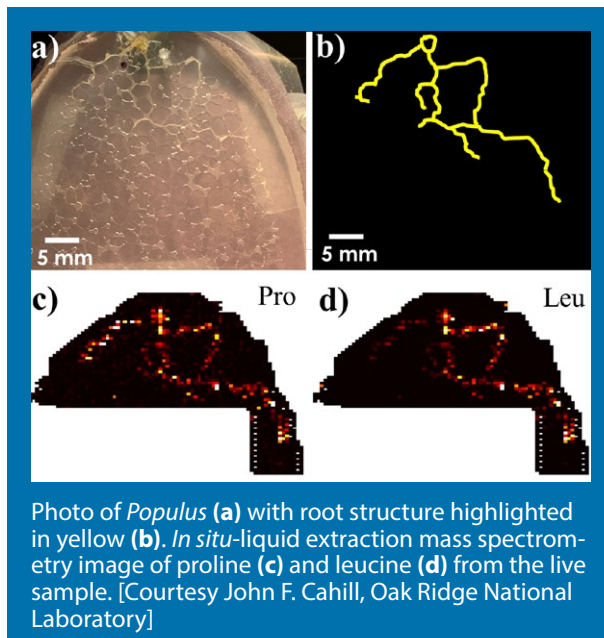 a)
b)
5 mm
5 mm
c)
Pro
d)
Leu
Photo of Populus (a) with root structure highlighted
in yellow (b). In situ-liquid extraction mass spectrom-
etry image of proline (c) and leucine (d) from the live
sample. [Courtesy John F. Cahill, Oak Ridge National
Laboratory]